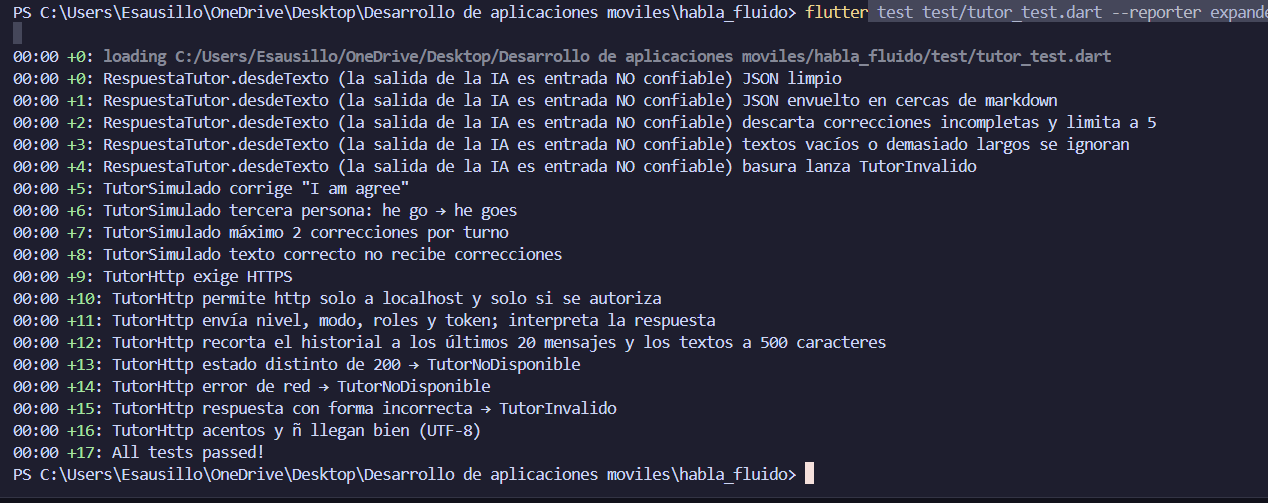 PS C:\Users\Esausillo\OneDrive\Desktop\Desarrollo de aplicaciones moviles\habla_fluido> flutter test test/tutor_test.dart --reporter expande
00:00 +0: loading C:/Users/Esausillo/OneDrive/Desktop/Desarrollo de aplicaciones moviles/habla_fluido/test/tutor_test.dart
00:00 +0: RespuestaTutor.desdeTexto (la salida de la IA es entrada NO confiable) JSON limpio
00:00 +1: RespuestaTutor.desdeTexto (la salida de la IA es entrada NO confiable) JSON envuelto en cercas de markdown
00:00 +2: RespuestaTutor.desdeTexto (la salida de la IA es entrada NO confiable) descarta correcciones incompletas y limita a 5
00:00 +3: RespuestaTutor.desdeTexto (la salida de la IA es entrada NO confiable) textos vacíos o demasiado largos se ignoran
00:00 +4: RespuestaTutor.desdeTexto (la salida de la IA es entrada NO confiable) basura lanza TutorInvalido
00:00 +5: TutorSimulado corrige "I am agree"
00:00 +6: TutorSimulado tercera persona: he go → he goes
00:00 +7: TutorSimulado máximo 2 correcciones por turno
00:00 +8: TutorSimulado texto correcto no recibe correcciones
00:00 +9: TutorHttp exige HTTPS
00:00 +10: TutorHttp permite http solo a localhost y solo si se autoriza
00:00 +11: TutorHttp envía nivel, modo, roles y token; interpreta la respuesta
00:00 +12: TutorHttp recorta el historial a los últimos 20 mensajes y los textos a 500 caracteres
00:00 +13: TutorHttp estado distinto de 200 → TutorNoDisponible
00:00 +14: TutorHttp error de red → TutorNoDisponible
00:00 +15: TutorHttp respuesta con forma incorrecta → TutorInvalido
00:00 +16: TutorHttp acentos y ñ llegan bien (UTF-8)
00:00 +17: All tests passed!
PS C:\Users\Esausillo\OneDrive\Desktop\Desarrollo de aplicaciones moviles\habla_fluido>